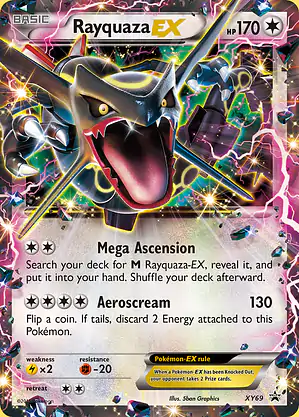 BASIC
Rayquaza EX
HP170
Mega Ascension
Search your deck for M Rayquaza-EX, reveal it, and
put it into your hand. Shuffle your deck afterward.
Aeroscream 130
Flip a coin. If tails, discard 2 Energy attached to
this Pokémon.
weakness
×2
resistance
-20
retreat
Pokémon-EX rule
When a Pokémon-EX has been Knocked Out,
your opponent takes 2 Prize cards.
Illus. 5ban Graphics
XY69